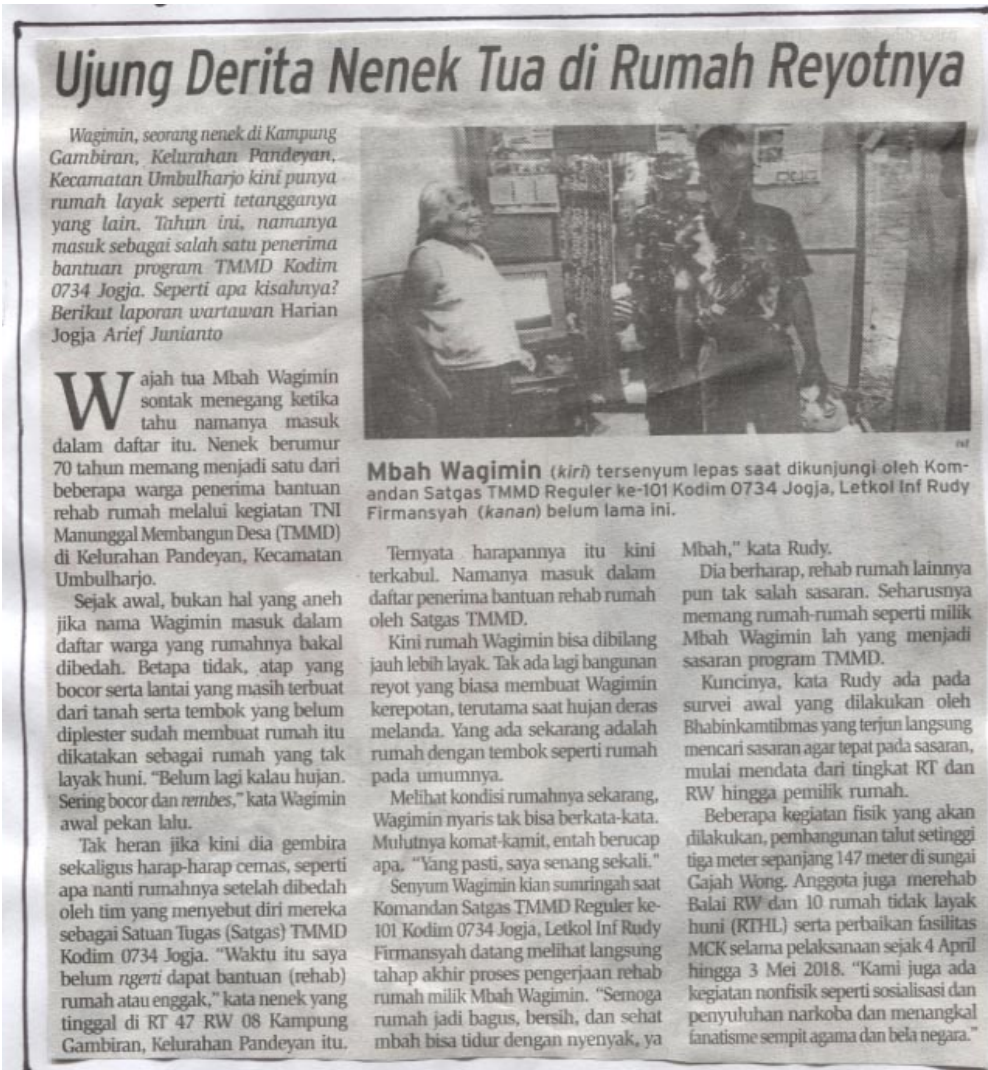 Ujung Derita Nenek Tua di Rumah Reyotnya
Wagimin, seorang nenek di Kampung
Gambiran, Kelurahan Pandeyan,
Kecamatan Umbulharjo kini punya
rumah layak seperti tetangganya
yang lain. Tahun ini, namanya
masuk sebagai salah satu penerima
bantuan program TMMD Kodim
0734 Jogja. Seperti apa kisahnya?
Berikut laporan wartawan Harian
Jogja Arief Junianto
Wajah tua Mbah Wagimin
sontak menegang ketika
tahu namanya masuk
dalam daftar itu. Nenek berumur
70 tahun memang menjadi satu dari
beberapa warga penerima bantuan
rehab rumah melalui kegiatan TNI
Manunggal Membangun Desa (TMMD)
di Kelurahan Pandeyan, Kecamatan
Umbulharjo.
Sejak awal, bukan hal yang aneh
jika nama Wagimin masuk dalam
daftar warga yang rumahnya bakal
dibedah. Betapa tidak, atap yang
bocor serta lantai yang masih terbuat
dari tanah serta tembok yang belum
diplester sudah membuat rumah itu
dikatakan sebagai rumah yang tak
layak huni. "Belum lagi kalau hujan.
Sering bocor dan rembes," kata Wagimin
awal pekan lalu.
Tak heran jika kini dia gembira
sekaligus harap-harap cemas, seperti
apa nanti rumahnya setelah dibedah
oleh tim yang menyebut diri mereka
sebagai Satuan Tugas (Satgas) TMMD
Kodim 0734 Jogja. "Waktu itu saya
belum ngerti dapat bantuan (rehab)
rumah atau enggak," kata nenek yang
tinggal di RT 47 RW 08 Kampung
Gambiran, Kelurahan Pandeyan itu.
Mbah Wagimin (kiri) tersenyum lepas saat dikunjungi oleh Kom-
andan Satgas TMMD Reguler ke-101 Kodim 0734 Jogja, Letkol Inf Rudy
Firmansyah (kanan) belum lama ini.
Ternyata harapannya itu kini
terkabul. Namanya masuk dalam
daftar penerima bantuan rehab rumah
oleh Satgas TMMD.
Kini rumah Wagimin bisa dibilang
jauh lebih layak. Tak ada lagi bangunan
reyot yang biasa membuat Wagimin
kerepotan, terutama saat hujan deras
melanda. Yang ada sekarang adalah
rumah dengan tembok seperti rumah
pada umumnya.
Melihat kondisi rumahnya sekarang,
Wagimin nyaris tak bisa berkata-kata.
Mulutnya komat-kamit, entah berucap
apa. "Yang pasti, saya senang sekali."
Senyum Wagimin kian sumringah saat
Komandan Satgas TMMD Reguler ke-
101 Kodim 0734 Jogja, Letkol Inf Rudy
Firmansyah datang melihat langsung
tahap akhir proses pengerjaan rehab
rumah milik Mbah Wagimin. "Semoga
rumah jadi bagus, bersih, dan sehat
mbah bisa tidur dengan nyenyak, ya
Mbah," kata Rudy.
Dia berharap, rehab rumah lainnya
pun tak salah sasaran. Seharusnya
memang rumah-rumah seperti milik
Mbah Wagimin lah yang menjadi
sasaran program TMMD.
Kuncinya, kata Rudy ada pada
survei awal yang dilakukan oleh
Bhabinkamtibmas yang terjun langsung
mencari sasaran agar tepat pada sasaran,
mulai mendata dari tingkat RT dan
RW hingga pemilik rumah.
Beberapa kegiatan fisik yang akan
dilakukan, pembangunan talut setinggi
tiga meter sepanjang 147 meter di sungai
Gajah Wong. Anggota juga merehab
Balai RW dan 10 rumah tidak layak
huni (RTHL) serta perbaikan fasilitas
MCK selama pelaksanaan sejak 4 April
hingga 3 Mei 2018. "Kami juga ada
kegiatan nonfisik seperti sosialisasi dan
penyuluhan narkoba dan menangkal
fanatisme sempit agama dan bela negara."